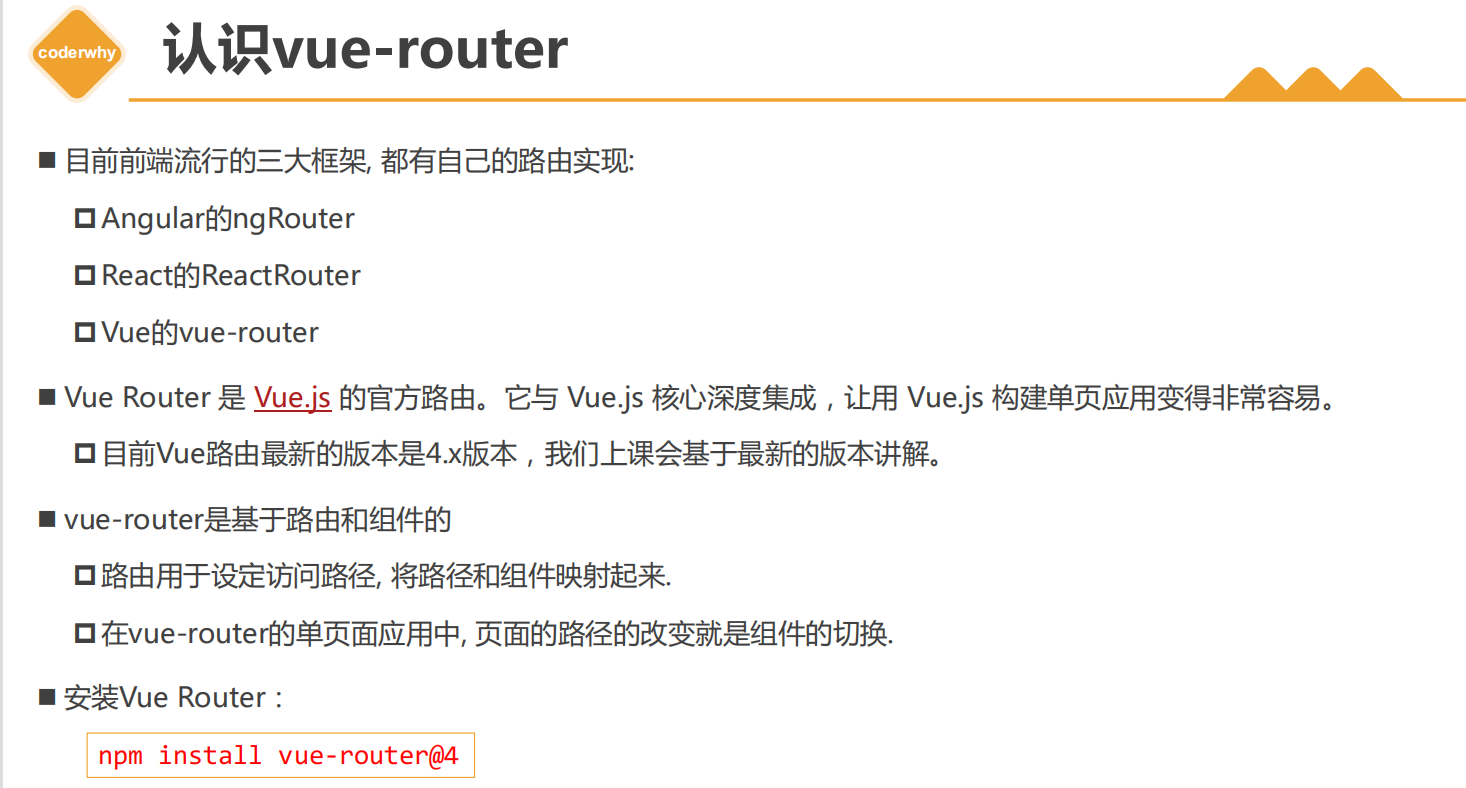 coderwhy
认识vue-router
目前前端流行的三大框架, 都有自己的路由实现:
Angular的ngRouter
React的ReactRouter
Vue的vue-router
Vue Router 是 Vue.js 的官方路由。它与 Vue.js 核心深度集成，让用 Vue.js 构建单页应用变得非常容易。
目前Vue路由最新的版本是4.x版本，我们上课会基于最新的版本讲解。
vue-router是基于路由和组件的
路由用于设定访问路径, 将路径和组件映射起来.
在vue-router的单页面应用中, 页面的路径的改变就是组件的切换.
安装Vue Router：
npm install vue-router@4